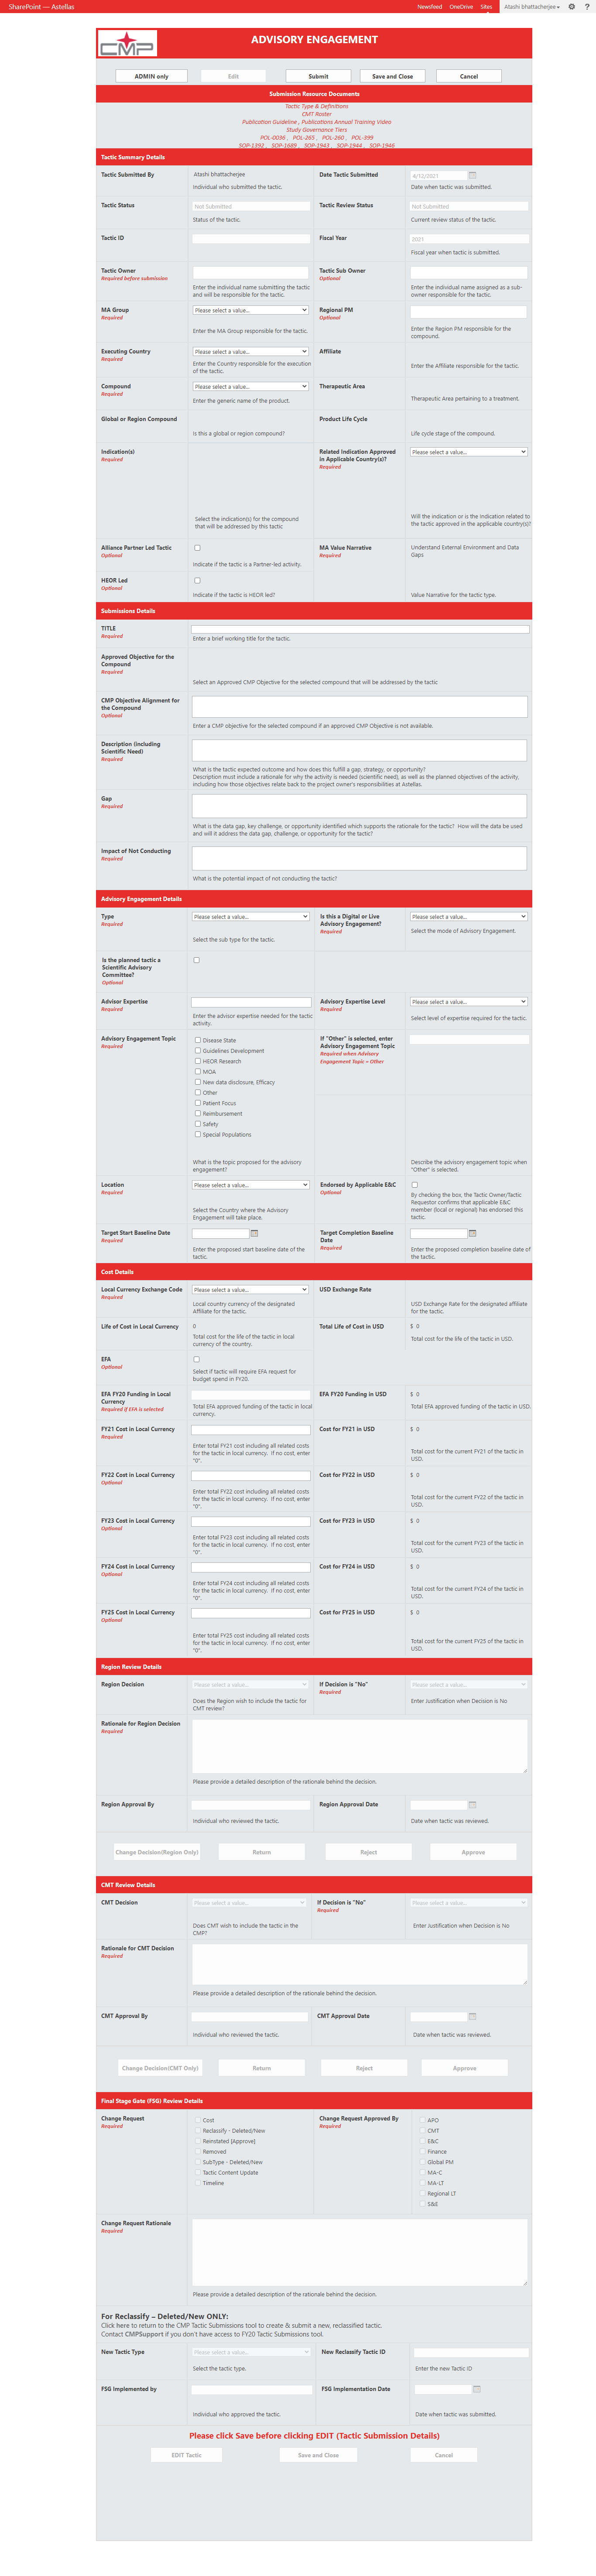 SharePoint — Astellas
Newsfeed OneDrive Sites Atashi bhattacherjee ?
CMP
ADVISORY ENGAGEMENT
ADMIN only Edit Submit Save and Close Cancel
Submission Resource Documents
Tactic Type & Definitions
CMT Roster
Publication Guideline , Publications Annual Training Video
Study Governance Tiers
POL-0036 , POL-265 , POL-260 , POL-399
SOP-1392 , SOP-1689 , SOP-1943 , SOP-1944 , SOP-1946
Tactic Summary Details
Tactic Submitted By Atashi bhattacherjee Date Tactic Submitted 4/12/2021
Individual who submitted the tactic. Date when tactic was submitted.
Tactic Status Not Submitted Tactic Review Status Not Submitted
Status of the tactic. Current review status of the tactic.
Tactic ID Fiscal Year 2021
Fiscal year when tactic is submitted.
Tactic Owner Tactic Sub Owner
Required before submission Optional
Enter the individual name submitting the tactic Enter the individual name assigned as a sub-
and will be responsible for the tactic. owner responsible for the tactic.
MA Group Please select a value... Regional PM
Required Optional
Enter the MA Group responsible for the tactic. Enter the Region PM responsible for the
compound.
Executing Country Please select a value... Affiliate
Required
Enter the Country responsible for the execution Enter the Affiliate responsible for the tactic.
of the tactic.
Compound Please select a value... Therapeutic Area
Required
Enter the generic name of the product. Therapeutic Area pertaining to a treatment.
Global or Region Compound Product Life Cycle
Is this a global or region compound? Life cycle stage of the compound.
Indication(s) Related Indication Approved Please select a value...
Required in Applicable Country(s)?
Required
Select the indication(s) for the compound Will the indication or is the Indication related to
that will be addressed by this tactic the tactic approved in the applicable country(s)?
Alliance Partner Led Tactic MA Value Narrative Understand External Environment and Data
Optional Required Gaps
Indicate if the tactic is a Partner-led activity.
HEOR Led
Optional
Indicate if the tactic is HEOR led? Value Narrative for the tactic type.
Submissions Details
TITLE
Required
Enter a brief working title for the tactic.
Approved Objective for the
Compound
Required
Select an Approved CMP Objective for the selected compound that will be addressed by the tactic
CMP Objective Alignment for
the Compound
Optional
Enter a CMP objective for the selected compound if an approved CMP Objective is not available.
Description (including
Scientific Need)
Required
What is the tactic expected outcome and how does this fulfill a gap, strategy, or opportunity?
Description must include a rationale for why the activity is needed (scientific need), as well as the planned objectives of the activity,
including how those objectives relate back to the project owner's responsibilities at Astellas.
Gap
Required
What is the data gap, key challenge, or opportunity identified which supports the rationale for the tactic? How will the data be used
and will it address the data gap, challenge, or opportunity for the tactic?
Impact of Not Conducting
Required
What is the potential impact of not conducting the tactic?
Advisory Engagement Details
Type Please select a value... Is this a Digital or Live Please select a value...
Required Advisory Engagement?
Required Select the mode of Advisory Engagement.
Select the sub type for the tactic.
Is the planned tactic a
Scientific Advisory
Committee?
Optional
Advisor Expertise Advisory Expertise Level Please select a value...
Required Required
Enter the advisor expertise needed for the tactic Select level of expertise required for the tactic.
activity.
Advisory Engagement Topic If "Other" is selected, enter
Required Advisory Engagement Topic
Required when Advisory
Engagement Topic = Other
Disease State
Guidelines Development
HEOR Research
MOA
New data disclosure, Efficacy
Other
Patient Focus
Reimbursement
Safety
Special Populations
What is the topic proposed for the advisory Describe the advisory engagement topic when
engagement? "Other" is selected.
Location Please select a value... Endorsed by Applicable E&C
Required Optional
By checking the box, the Tactic Owner/Tactic
Requestor confirms that applicable E&C
member (local or regional) has endorsed this
tactic.
Select the Country where the Advisory
Engagement will take place.
Target Start Baseline Date Target Completion Baseline
Required Date
Required
Enter the proposed start baseline date of the Enter the proposed completion baseline date of
tactic. the tactic.
Cost Details
Local Currency Exchange Code Please select a value... USD Exchange Rate
Required
Local country currency of the designated USD Exchange Rate for the designated affiliate
Affiliate for the tactic. for the tactic.
Life of Cost in Local Currency 0 Total Life of Cost in USD $ 0
Total cost for the life of the tactic in local Total cost for the life of the tactic in USD.
currency of the country.
EFA
Optional
Select if tactic will require EFA request for
budget spend in FY20.
EFA FY20 Funding in Local EFA FY20 Funding in USD $ 0
Currency
Required if EFA is selected
Total EFA approved funding of the tactic in local Total EFA approved funding of the tactic in USD.
currency.
FY21 Cost in Local Currency Cost for FY21 in USD $ 0
Required
Enter total FY21 cost including all related costs Total cost for the current FY21 of the tactic in
for the tactic in local currency. If no cost, enter USD.
"0".
FY22 Cost in Local Currency Cost for FY22 in USD $ 0
Optional
Enter total FY22 cost including all related costs Total cost for the current FY22 of the tactic in
for the tactic in local currency. If no cost, enter USD.
"0".
FY23 Cost in Local Currency Cost for FY23 in USD $ 0
Optional
Enter total FY23 cost including all related costs Total cost for the current FY23 of the tactic in
for the tactic in local currency. If no cost, enter USD.
"0".
FY24 Cost in Local Currency Cost for FY24 in USD $ 0
Optional
Enter total FY24 cost including all related costs Total cost for the current FY24 of the tactic in
for the tactic in local currency. If no cost, enter USD.
"0".
FY25 Cost in Local Currency Cost for FY25 in USD $ 0
Optional
Enter total FY25 cost including all related costs Total cost for the current FY25 of the tactic in
for the tactic in local currency. If no cost, enter USD.
"0".
Region Review Details
Region Decision Please select a value... If Decision is "No" Please select a value...
Required
Does the Region wish to include the tactic for Enter Justification when Decision is No
CMT review?
Rationale for Region Decision
Required
Please provide a detailed description of the rationale behind the decision.
Region Approval By Region Approval Date
Individual who reviewed the tactic. Date when tactic was reviewed.
Change Decision(Region Only) Return Reject Approve
CMT Review Details
CMT Decision Please select a value... If Decision is "No" Please select a value...
Required
Does CMT wish to include the tactic in the Enter Justification when Decision is No
CMP?
Rationale for CMT Decision
Required
Please provide a detailed description of the rationale behind the decision.
CMT Approval By CMT Approval Date
Individual who reviewed the tactic. Date when tactic was reviewed.
Change Decision(CMT Only) Return Reject Approve
Final Stage Gate (FSG) Review Details
Change Request Cost Change Request Approved By APO
Required Reclassify - Deleted/New Required CMT
Reinstated [Approve] E&C
Removed Finance
SubType - Deleted/New Global PM
Tactic Content Update MA-C
Timeline MA-LT
Regional LT
S&E
Change Request Rationale
Required
Please provide a detailed description of the rationale behind the decision.
For Reclassify – Deleted/New ONLY:
Click here to return to the CMP Tactic Submissions tool to create & submit a new, reclassified tactic.
Contact CMPSupport if you don't have access to FY20 Tactic Submissions tool.
New Tactic Type Please select a value... New Reclassify Tactic ID
Select the tactic type. Enter the new Tactic ID
FSG Implemented by FSG Implementation Date
Individual who approved the tactic. Date when tactic was submitted.
Please click Save before clicking EDIT (Tactic Submission Details)
EDIT Tactic Save and Close Cancel